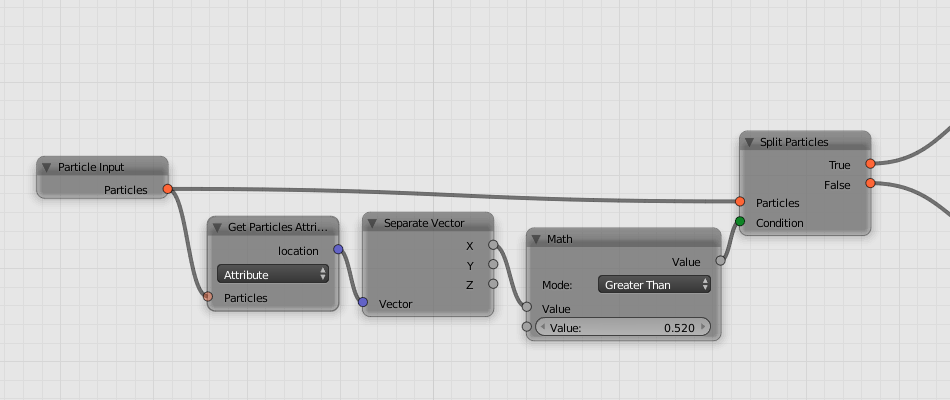 Particle Input
Particles
Get Particles Attri...
location
Attribute
Particles
Separate Vector
X
Y
Z
Vector
Math
Value
Mode: Greater Than
Value
Value: 0.520
Split Particles
True
False
Particles
Condition